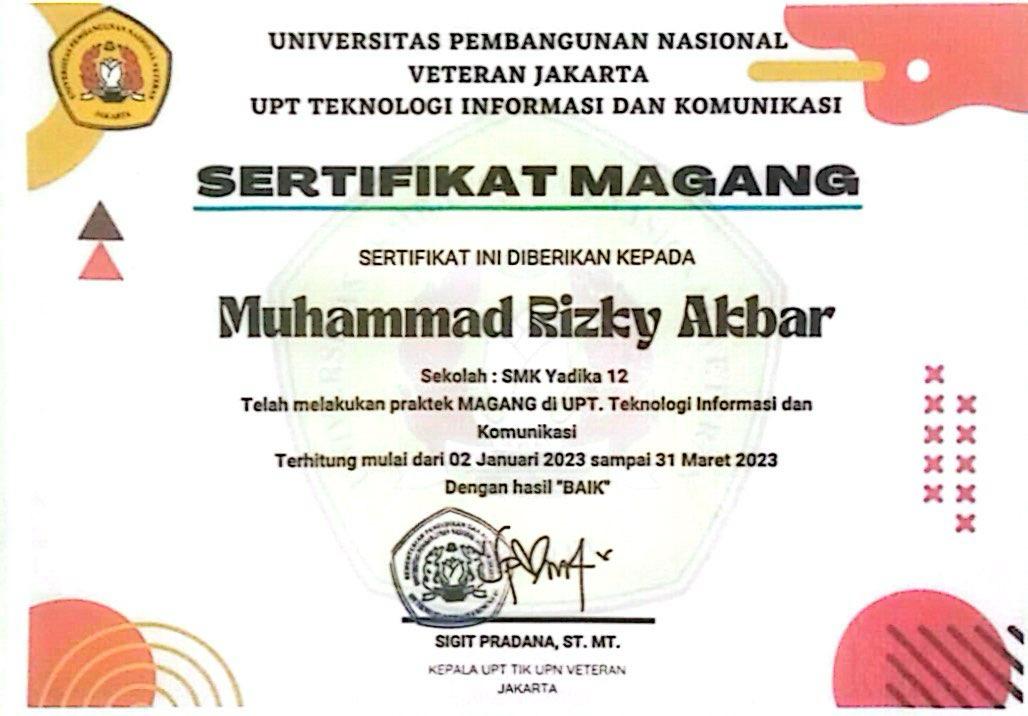 UNIVERSITAS PEMBANGUNAN NASIONAL
VETERAN JAKARTA
UPT TEKNOLOGI INFORMASI DAN KOMUNIKASI
JAKARTA
SERTIFIKAT MAGANG
SERTIFIKAT INI DIBERIKAN KEPADA
Muhammad Rizky Akbar
Sekolah : SMK Yadika 12
Telah melakukan praktek MAGANG di UPT. Teknologi Informasi dan
Komunikasi
Terhitung mulai dari 02 Januari 2023 sampai 31 Maret 2023
Dengan hasil "BAIK"
SIGIT PRADANA, ST. MT.
KEPALA UPT TIK UPN VETERAN
JAKARTA